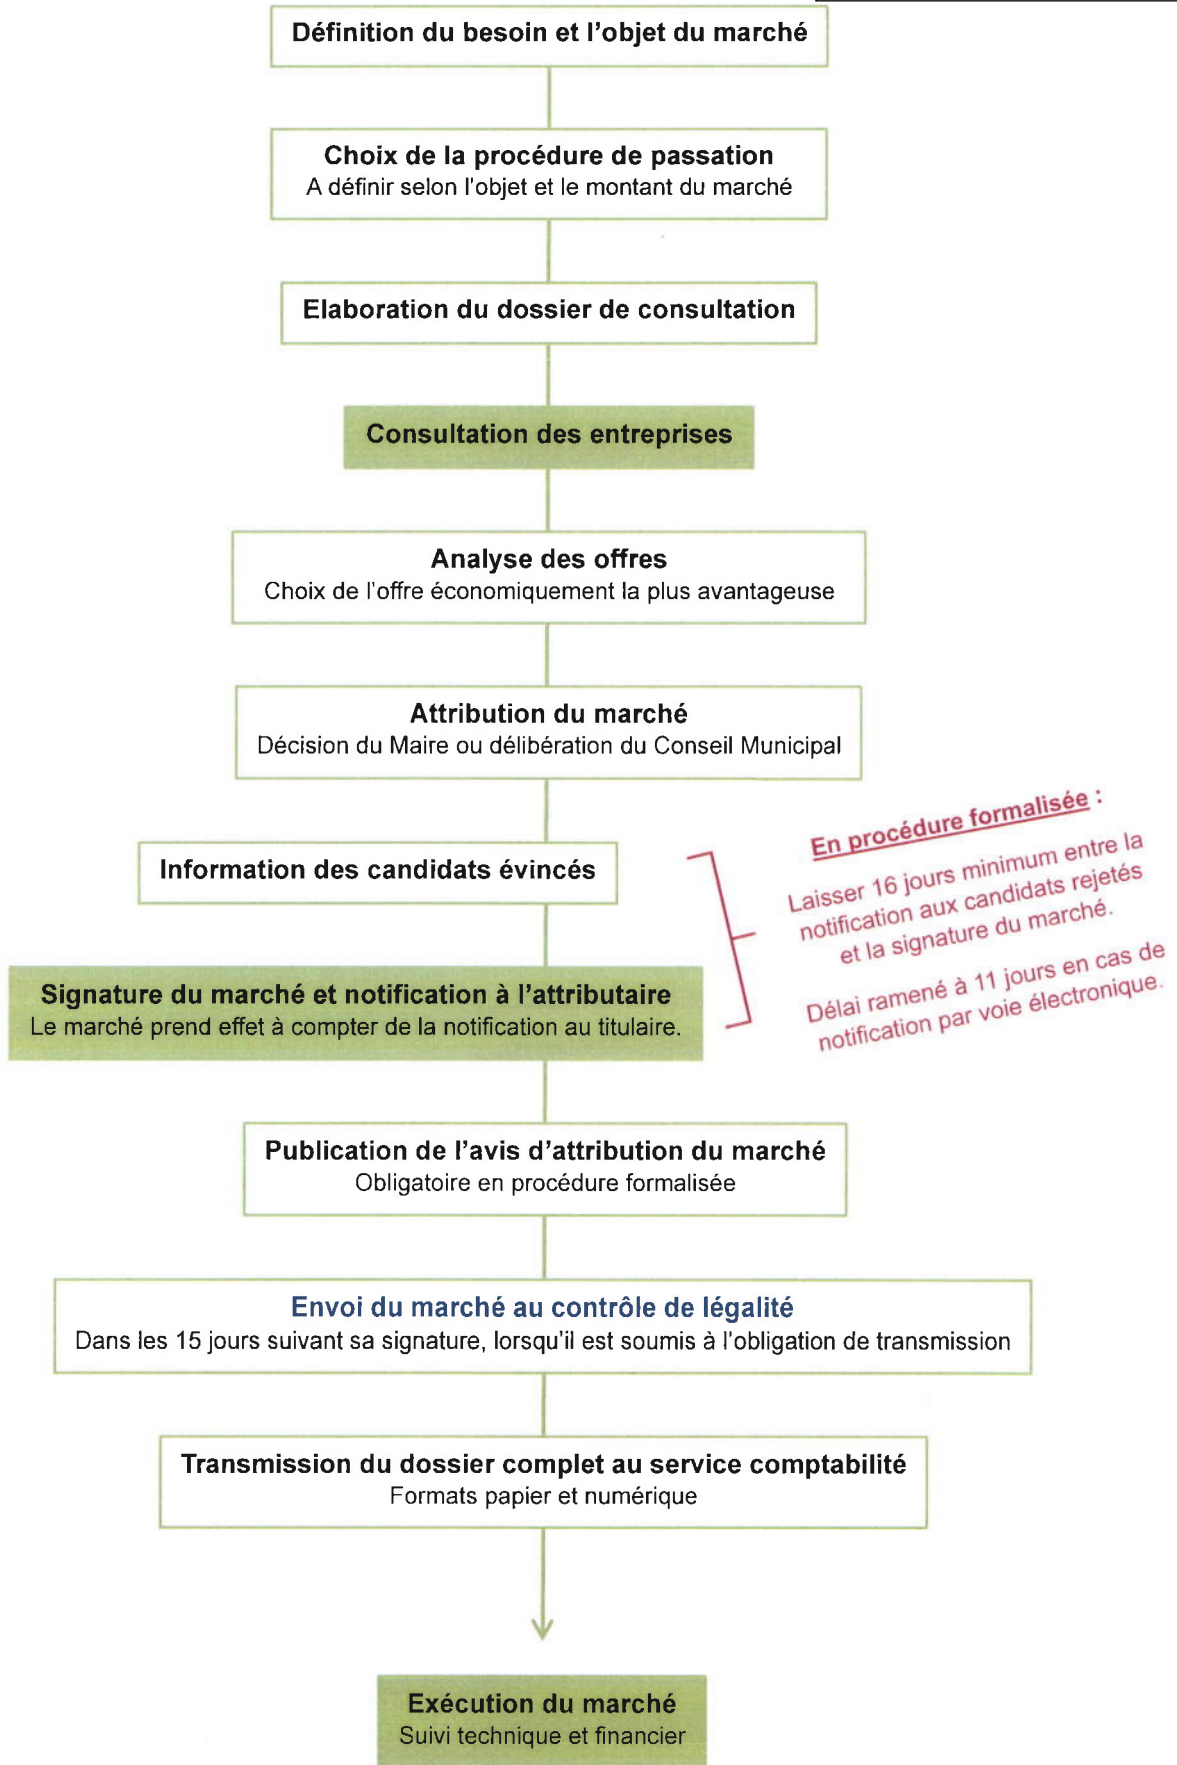 Définition du besoin et l'objet du marché
Choix de la procédure de passation
A définir selon l'objet et le montant du marché
Elaboration du dossier de consultation
Consultation des entreprises
Analyse des offres
Choix de l'offre économiquement la plus avantageuse
Attribution du marché
Décision du Maire ou délibération du Conseil Municipal
Information des candidats évincés
En procédure formalisée :
Laisser 16 jours minimum entre la
notification aux candidats rejetés
et la signature du marché.
Délai ramené à 11 jours en cas de
notification par voie électronique.
Signature du marché et notification à l'attributaire
Le marché prend effet à compter de la notification au titulaire.
Publication de l'avis d'attribution du marché
Obligatoire en procédure formalisée
Envoi du marché au contrôle de légalité
Dans les 15 jours suivant sa signature, lorsqu'il est soumis à l'obligation de transmission
Transmission du dossier complet au service comptabilité
Formats papier et numérique
Exécution du marché
Suivi technique et financier